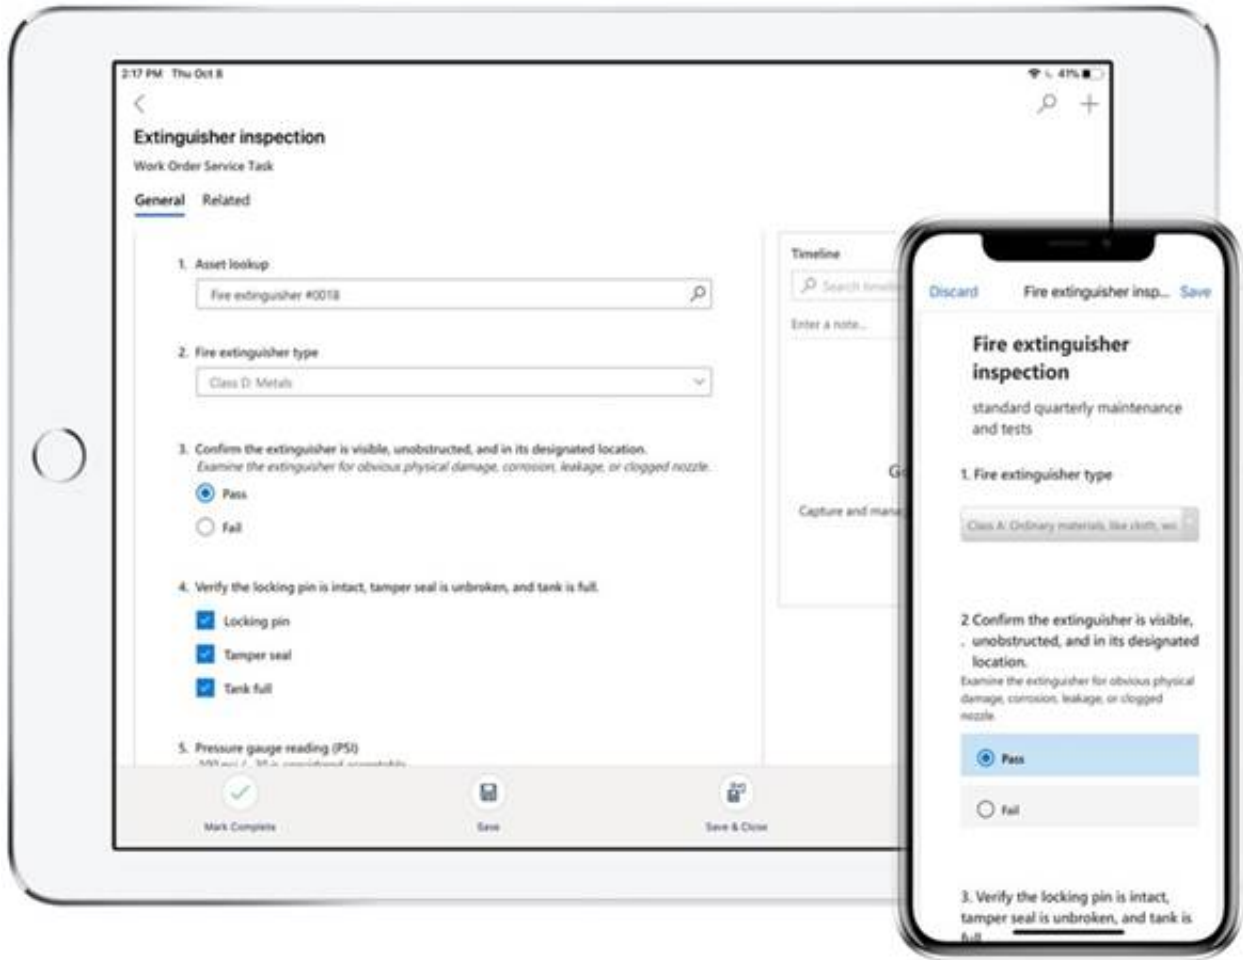 2:17 PM Thu Oct 8
41%
Extinguisher inspection
Work Order Service Task
General Related
1. Asset lookup
Fire extinguisher #0018
2. Fire extinguisher type
Class D: Metals
3. Confirm the extinguisher is visible, unobstructed, and in its designated location.
Examine the extinguisher for obvious physical damage, corrosion, leakage, or clogged nozzle.
Pass
Fail
4. Verify the locking pin is intact, tamper seal is unbroken, and tank is full.
Locking pin
Tamper seal
Tank full
5. Pressure gauge reading (PSI)
is considered acceptable
Mark Complete
Save
Save & Close
Timeline
Search
Enter a note...
Capture and
Discard
Fire extinguisher insp...
Save
Fire extinguisher
inspection
standard quarterly maintenance
and tests
1. Fire extinguisher type
Class A: Ordinary materials, like cloth,
2 Confirm the extinguisher is visible,
. unobstructed, and in its designated
location.
Examine the extinguisher for obvious physical
damage, corrosion, leakage, or clogged
nozzle.
Pass
Fail
3. Verify the locking pin is intact,
tamper seal is unbroken, and tank is
full